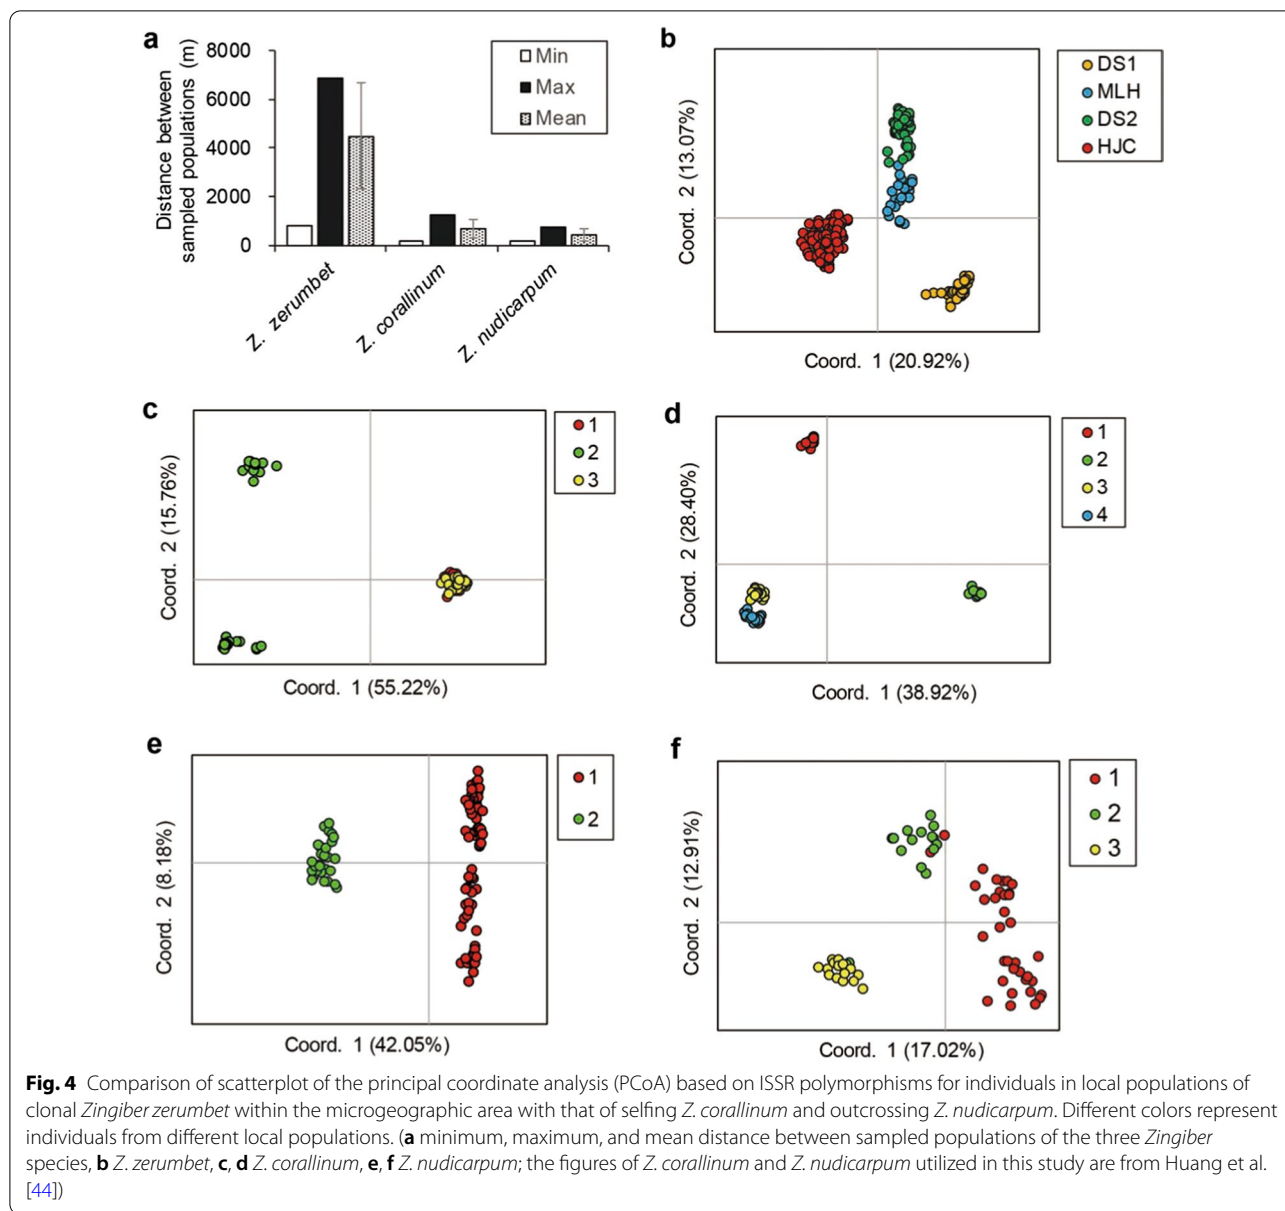 a
Distance between
sampled populations (m)
8000
6000
4000
2000
0
Min
Max
Mean
Z. zerumbet
Z. corallinum
Z. nudicarpum
b
Coord. 2 (13.07%)
Coord. 1 (20.92%)
DS1
MLH
DS2
HJC
c
Coord. 2 (15.76%)
Coord. 1 (55.22%)
1
2
3
d
Coord. 2 (28.40%)
Coord. 1 (38.92%)
1
2
3
4
e
Coord. 2 (8.18%)
Coord. 1 (42.05%)
1
2
f
Coord. 2 (12.91%)
Coord. 1 (17.02%)
1
2
3
Fig. 4 Comparison of scatterplot of the principal coordinate analysis (PCoA) based on ISSR polymorphisms for individuals in local populations of
clonal Zingiber zerumbet within the microgeographic area with that of selfing Z. corallinum and outcrossing Z. nudicarpum. Different colors represent
individuals from different local populations. (a minimum, maximum, and mean distance between sampled populations of the three Zingiber
species, b Z. zerumbet, c, d Z. corallinum, e, f Z. nudicarpum; the figures of Z. corallinum and Z. nudicarpum utilized in this study are from Huang et al.
[44])